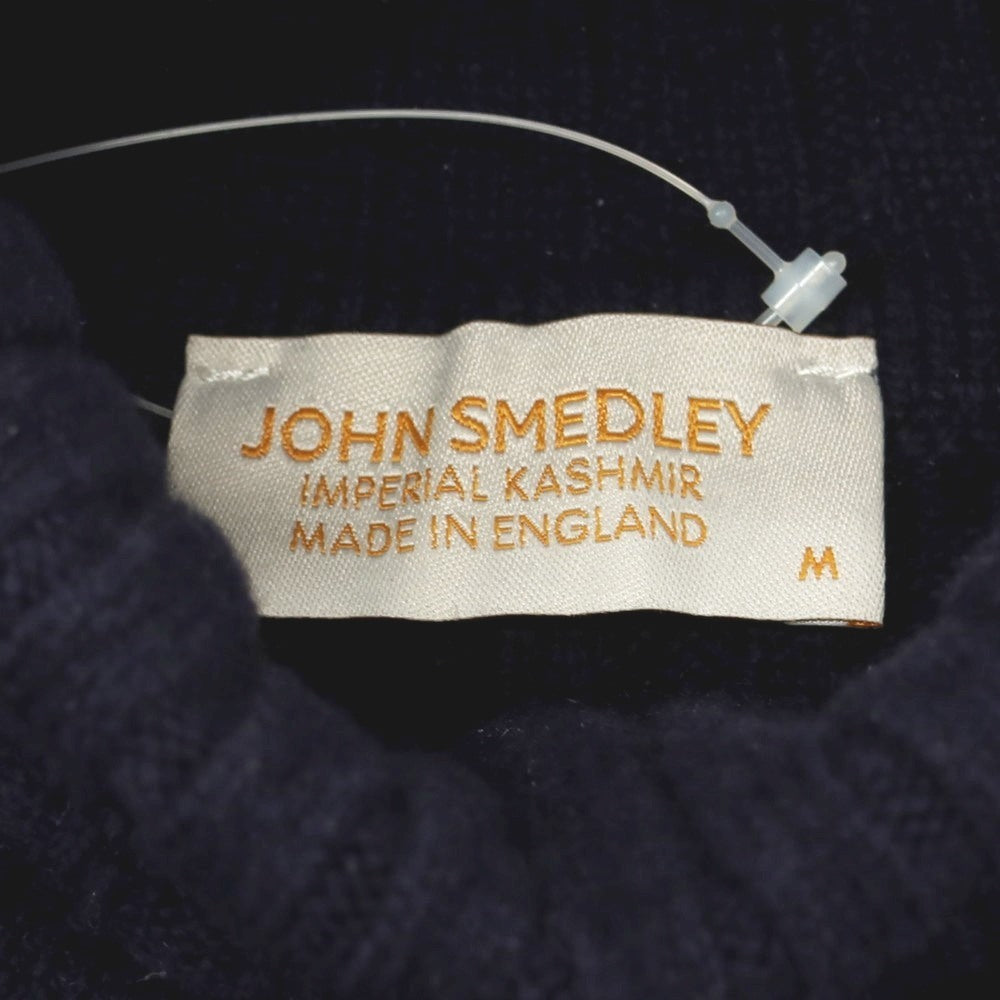 JOHN SMEDLEY
IMPERIAL KASHMIR
MADE IN ENGLAND
M